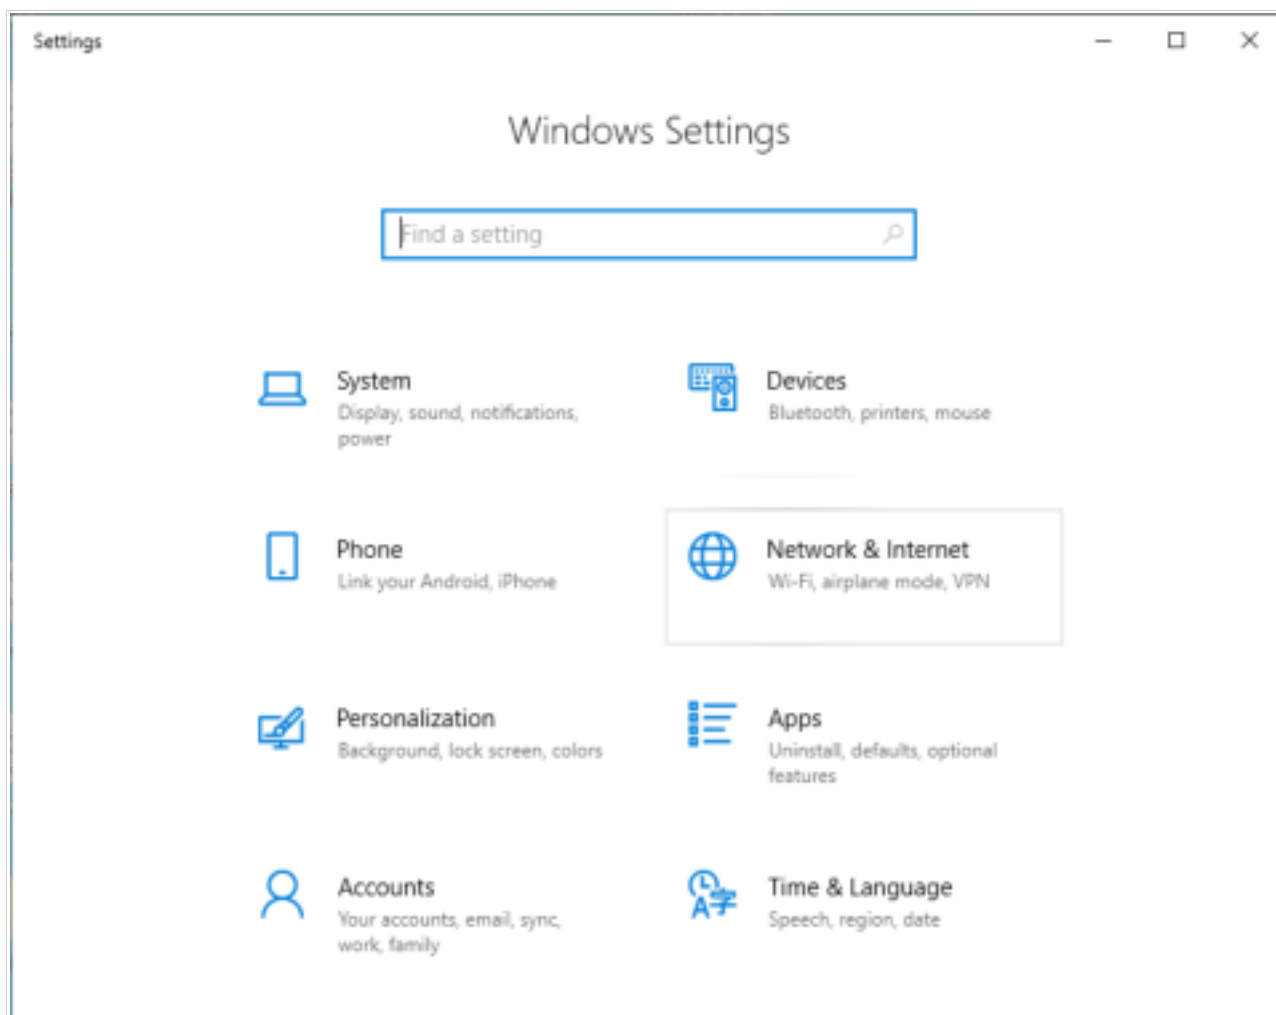 Settings
Windows Settings
Find a setting
System
Display, sound, notifications,
power
Devices
Bluetooth, printers, mouse
Phone
Link your Android, iPhone
Network & Internet
Wi-Fi, airplane mode, VPN
Personalization
Background, lock screen, colors
Apps
Uninstall, defaults, optional
features
Accounts
Your accounts, email, sync,
work, family
Time & Language
Speech, region, date